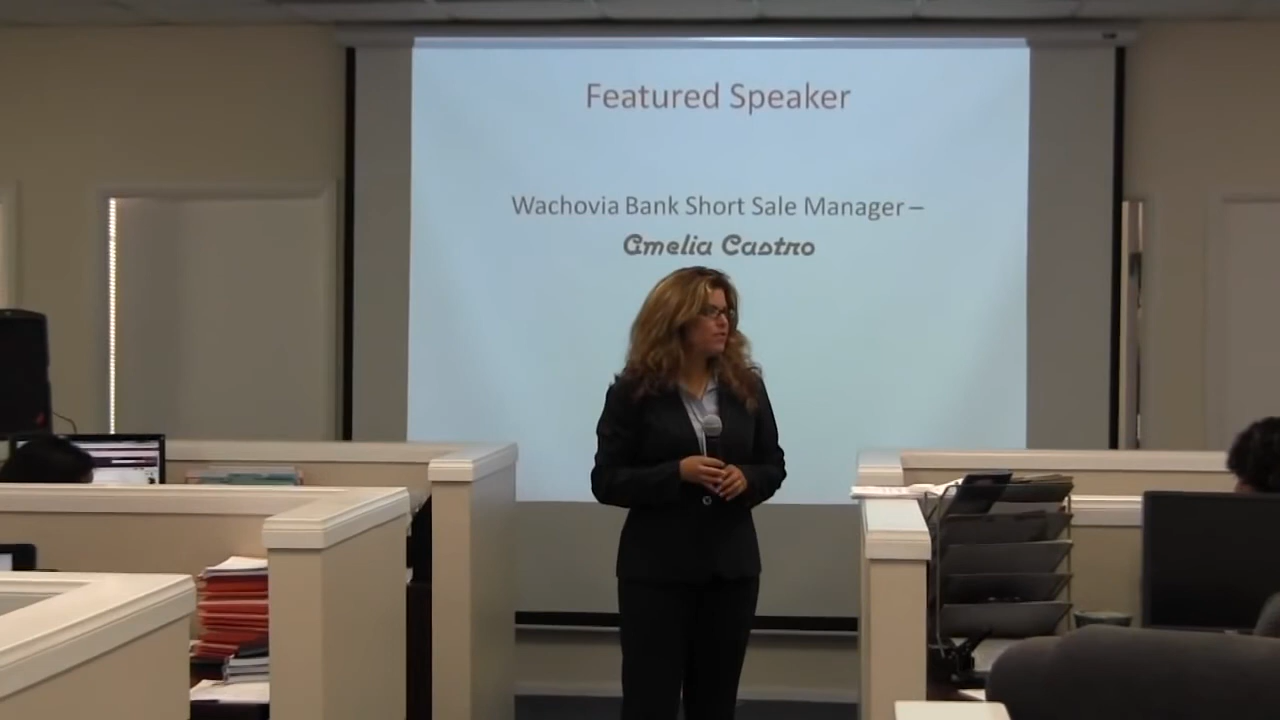 Featured Speaker
Wachovia Bank Short Sale Manager –
Amelia Castro